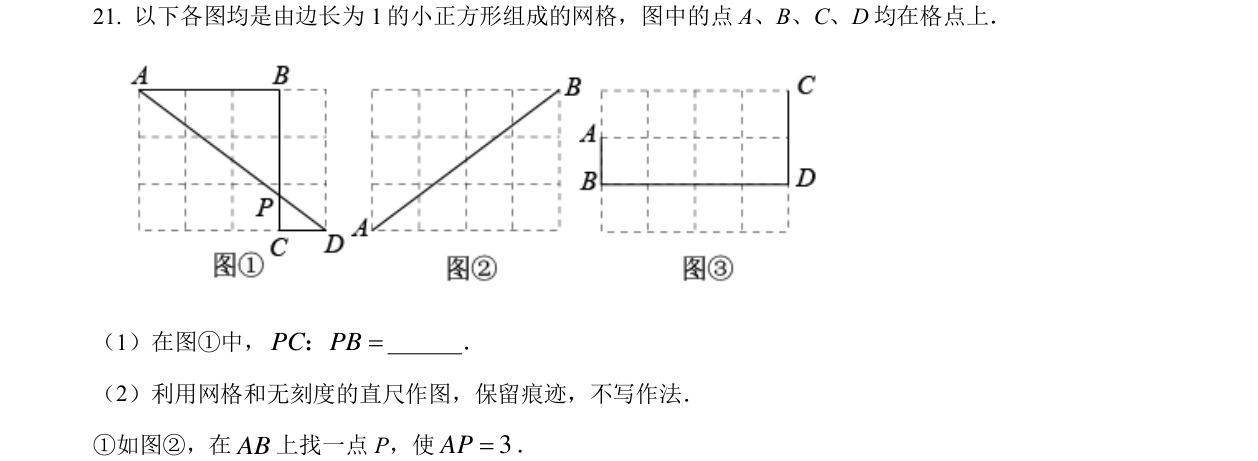 21. 以下各图均是由边长为 1 的小正方形组成的网格，图中的点 A、B、C、D 均在格点上．
A B B C
A
B D
P
C D A
图① 图② 图③
（1）在图①中，PC：PB =______．
（2）利用网格和无刻度的直尺作图，保留痕迹，不写作法．
①如图②，在 AB 上找一点 P，使 AP = 3．